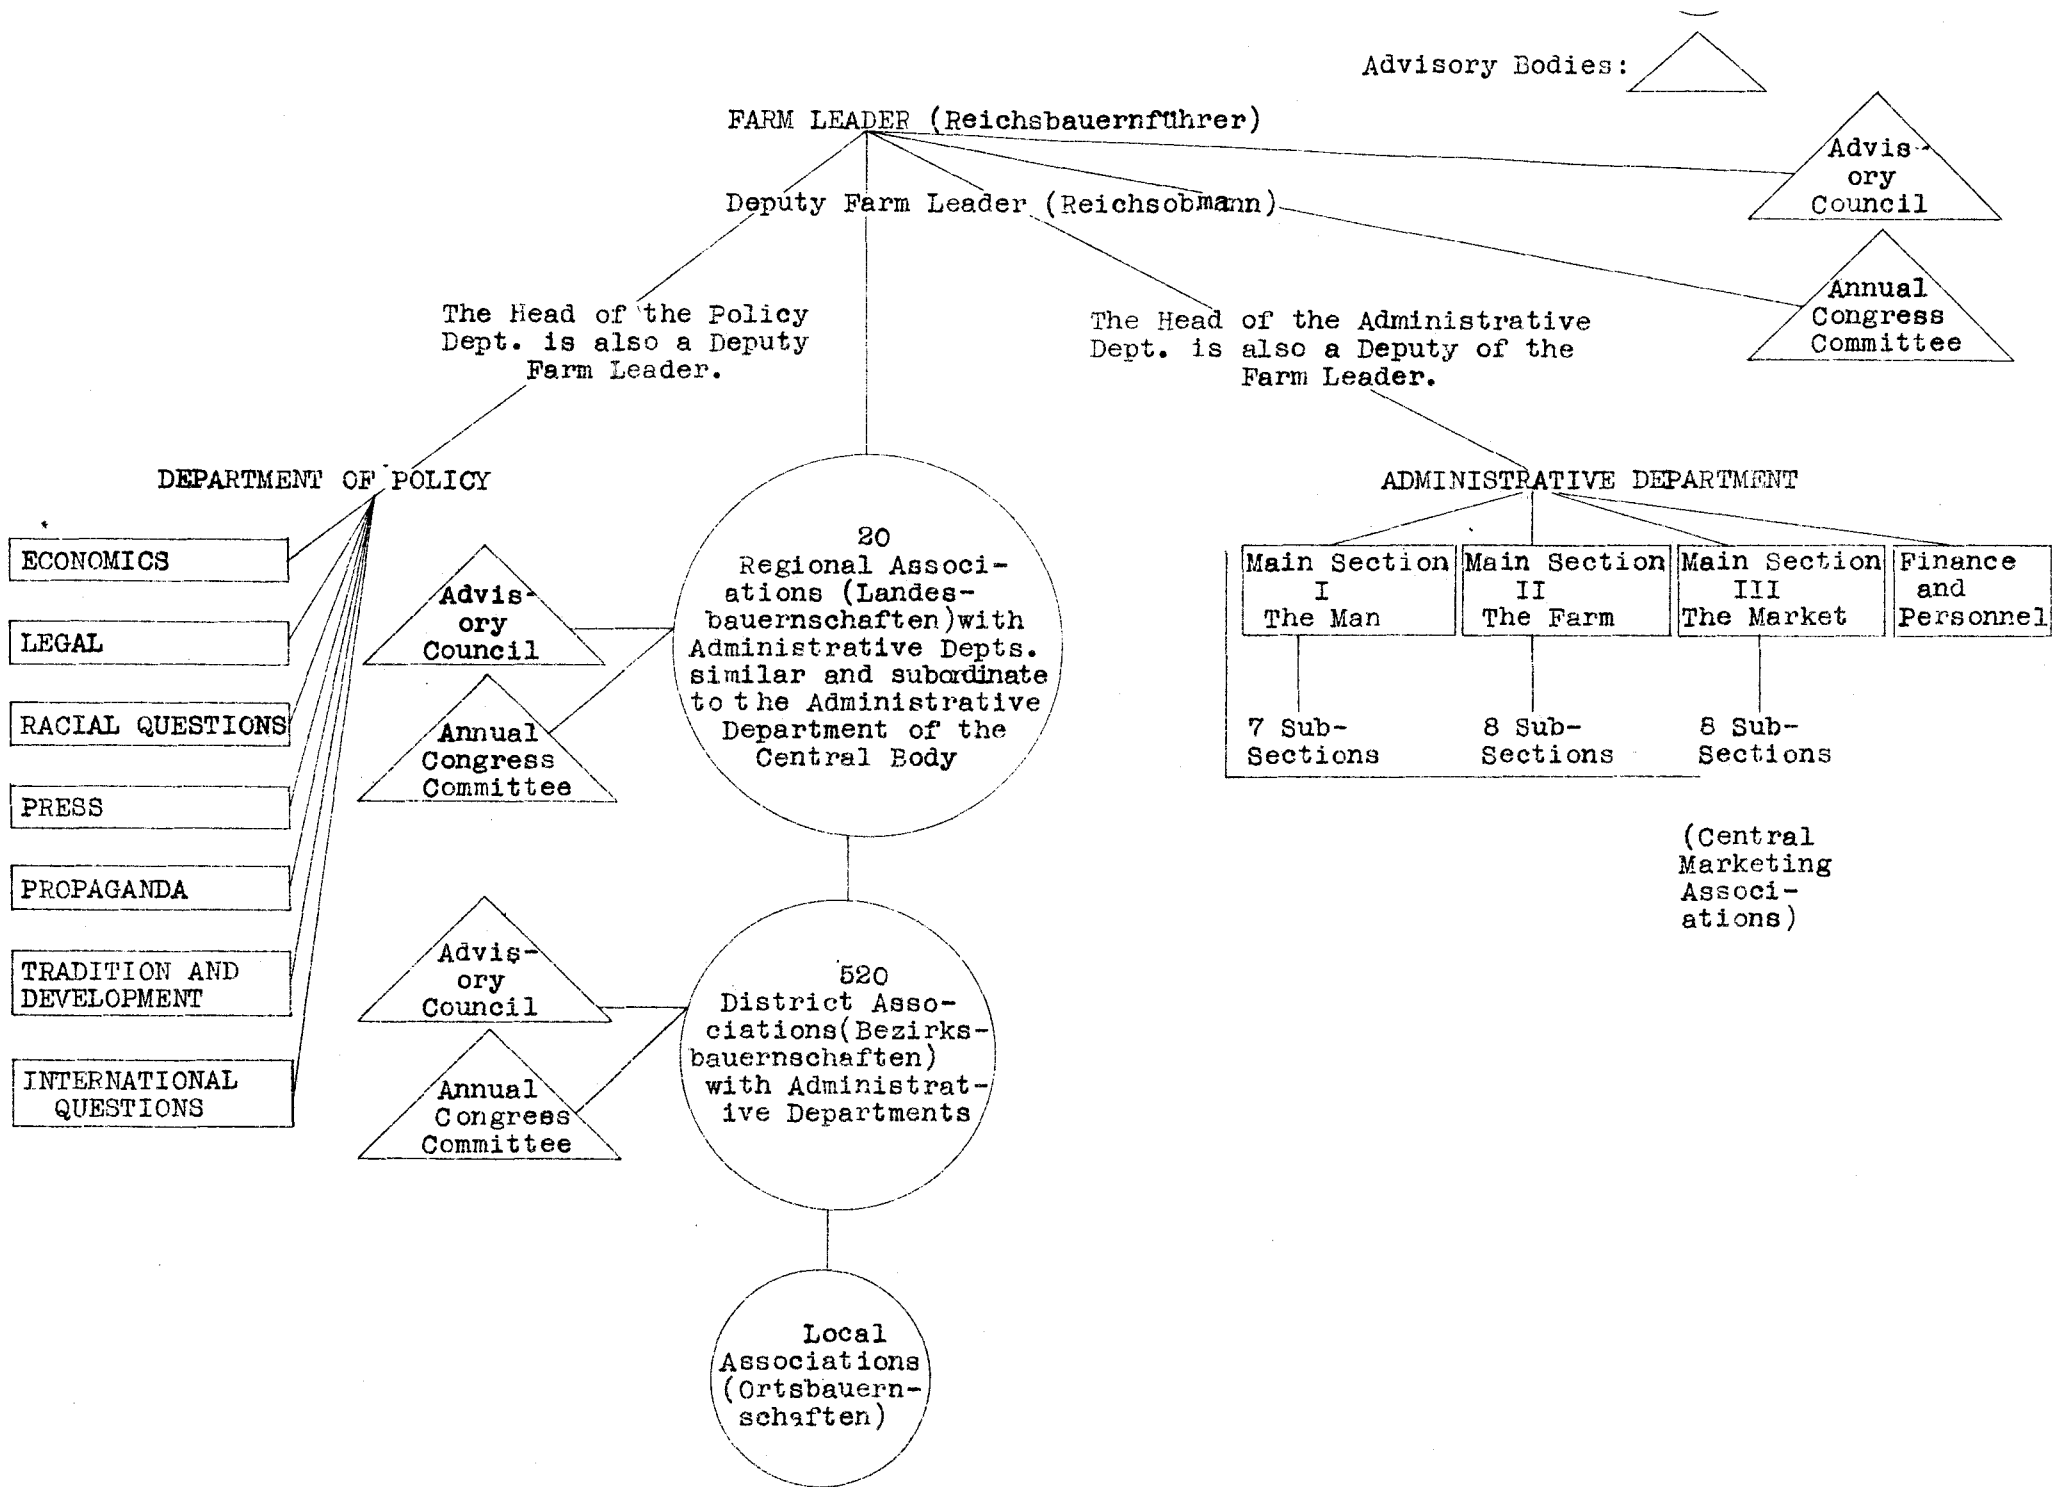 Advisory Bodies:
FARM LEADER (Reichsbauernführer)
Advis-
ory
Council
Deputy Farm Leader (Reichsobmann)
Annual
Congress
Committee
The Head of the Policy
Dept. is also a Deputy
Farm Leader.
The Head of the Administrative
Dept. is also a Deputy of the
Farm Leader.
DEPARTMENT OF POLICY
ECONOMICS
LEGAL
RACIAL QUESTIONS
PRESS
PROPAGANDA
TRADITION AND
DEVELOPMENT
INTERNATIONAL
QUESTIONS
Advis-
ory
Council
Annual
Congress
Committee
20
Regional Associ-
ations (Landes-
bauernschaften)with
Administrative Depts.
similar and subordinate
to the Administrative
Department of the
Central Body
Advis-
ory
Council
Annual
Congress
Committee
520
District Asso-
ciations(Bezirks-
bauernschaften)
with Administrat-
ive Departments
Local
Associations
(Ortsbauern-
schaften)
ADMINISTRATIVE DEPARTMENT
Main Section
I
The Man
Main Section
II
The Farm
Main Section
III
The Market
Finance
and
Personnel
7 Sub-
Sections
8 Sub-
Sections
8 Sub-
Sections
(Central
Marketing
Associ-
ations)